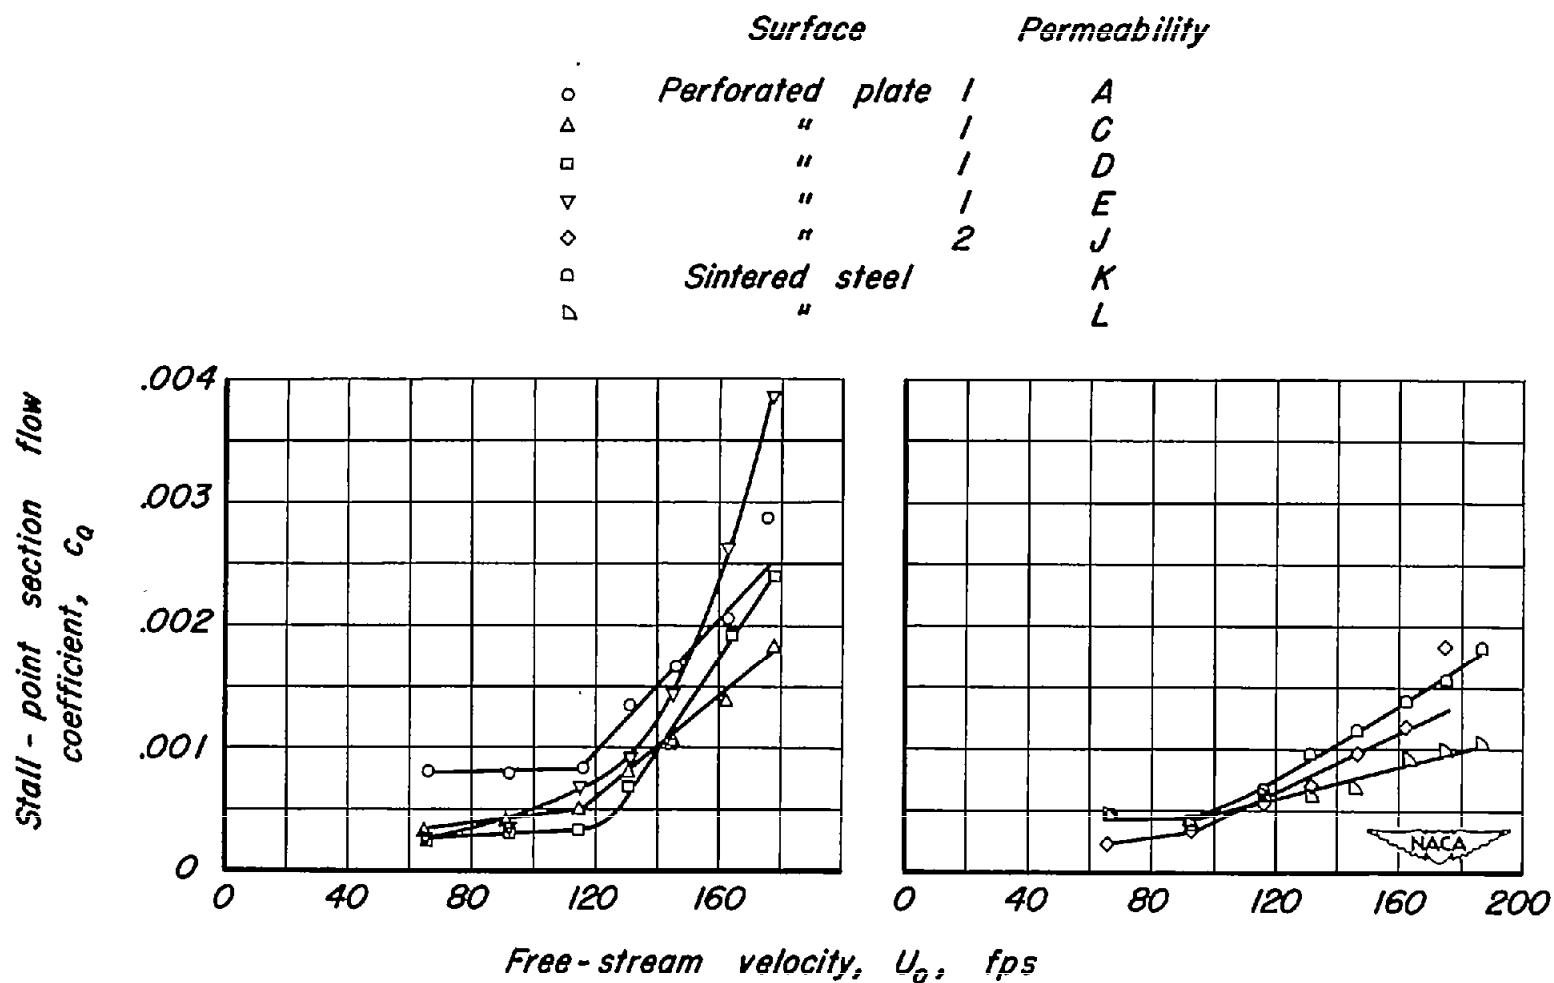 Surface Permeability
Perforated plate 1 A
" 1 C
" 1 D
" 1 E
" 2 J
Sintered steel K
" L
Stall-point section flow
coefficient, cQ
.004
.003
.002
.001
0
0 40 80 120 160
0 40 80 120 160 200
NACA
Free-stream velocity, Uo, fps